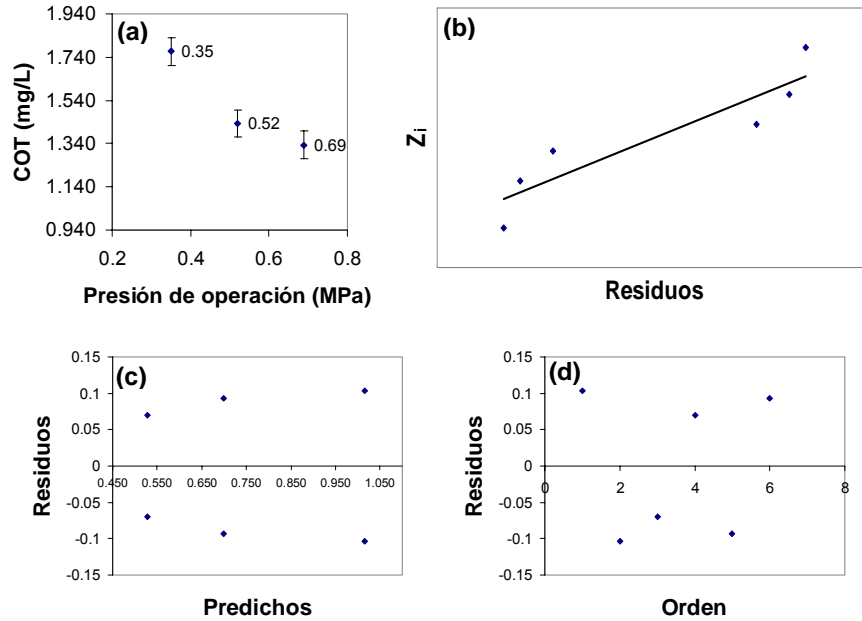 (a)
COT (mg/L)
1.940
1.740
1.540
1.340
1.140
0.940
0.35
0.52
0.69
0.2 0.4 0.6 0.8
Presión de operación (MPa)
(b)
Zi
Residuos
(c)
Residuos
0.15
0.1
0.05
0
-0.05
-0.1
-0.15
0.450 0.550 0.650 0.750 0.850 0.950 1.050
Predichos
(d)
Residuos
0.15
0.1
0.05
0
-0.05
-0.1
-0.15
0 2 4 6 8
Orden